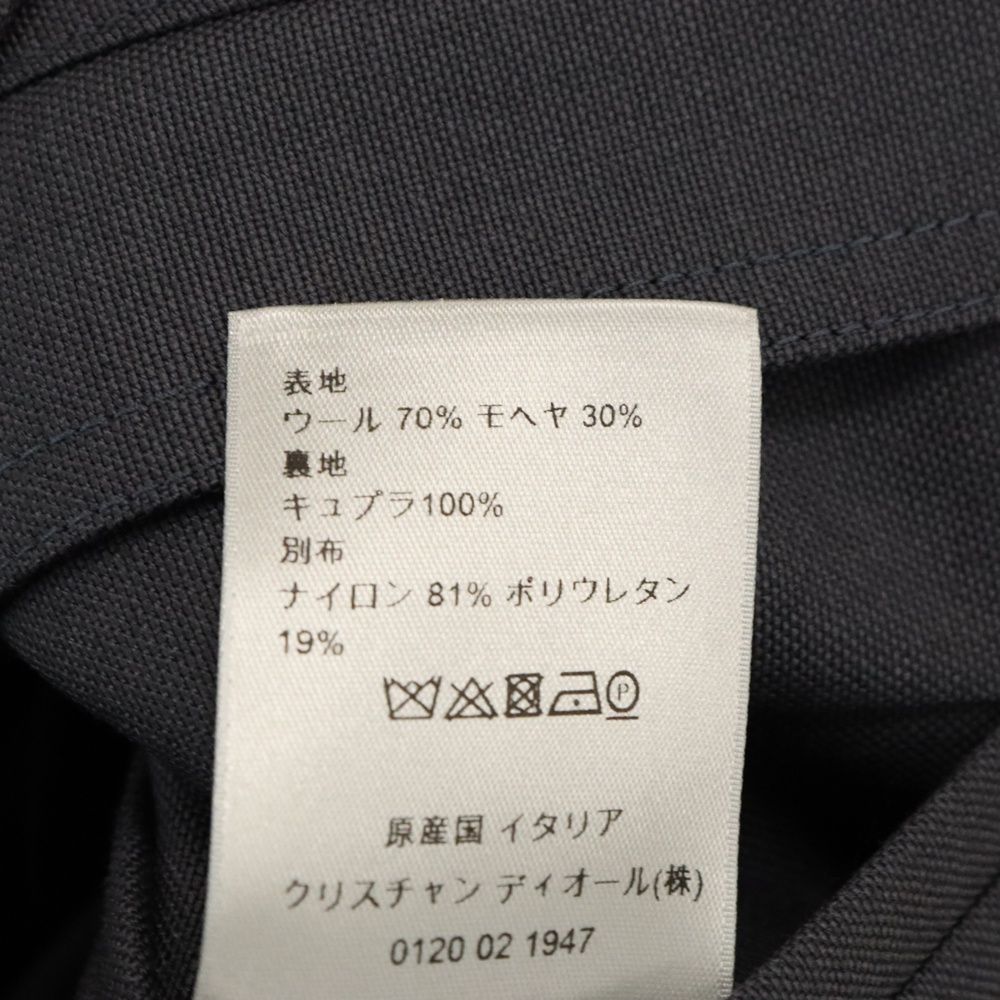 表地
ウール 70% モヘヤ 30%
裏地
キュプラ100%
別布
ナイロン 81% ポリウレタン
19%
P
原産国 イタリア
クリスチャン ディオール(株)
0120 02 1947